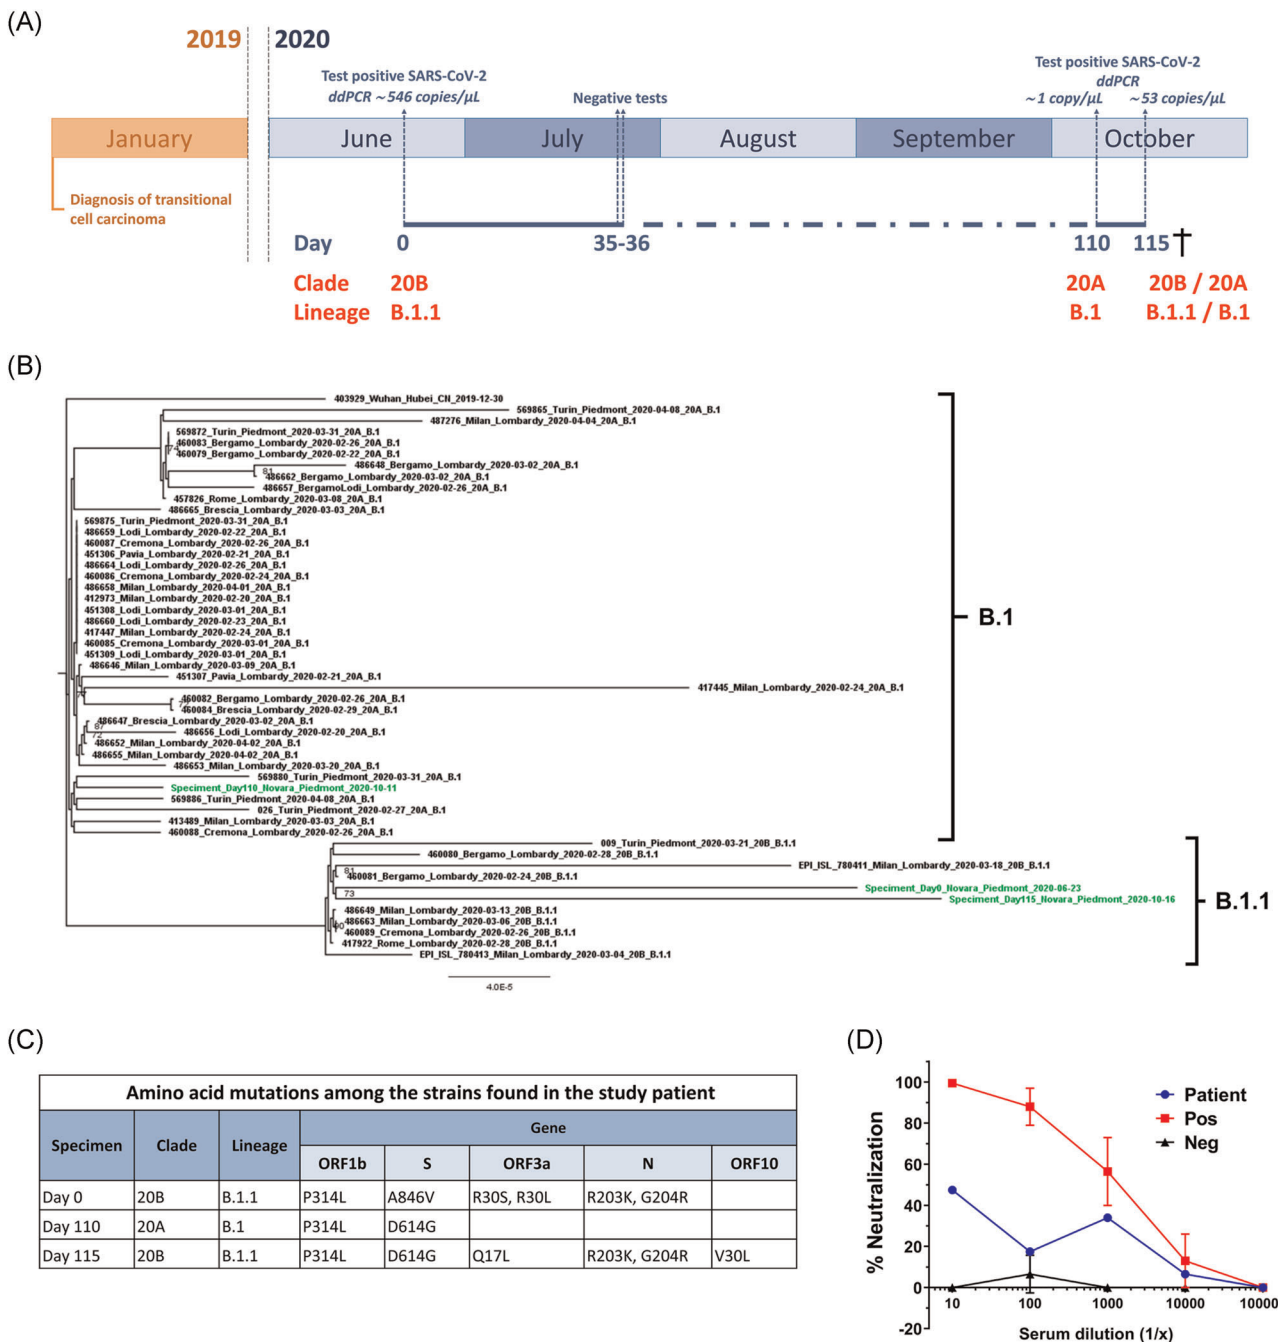 (A)
2019
2020
Test positive SARS-CoV-2
ddPCR ~546 copies/µL
Negative tests
Test positive SARS-CoV-2
ddPCR
~1 copy/µL
~53 copies/µL
January
June
July
August
September
October
Diagnosis of transitional
cell carcinoma
Day
0
35-36
110
115
†
Clade
20B
20A
20B / 20A
Lineage
B.1.1
B.1
B.1.1 / B.1
(B)
403929_Wuhan_Hubei_CN_2019-12-30
569865_Turin_Piedmont_2020-04-08_20A_B.1
487276_Milan_Lombardy_2020-04-04_20A_B.1
569872_Turin_Piedmont_2020-03-31_20A_B.1
460083_Bergamo_Lombardy_2020-02-26_20A_B.1
460079_Bergamo_Lombardy_2020-02-22_20A_B.1
486648_Bergamo_Lombardy_2020-03-02_20A_B.1
81
486662_Bergamo_Lombardy_2020-03-02_20A_B.1
486657_BergamoLodi_Lombardy_2020-02-26_20A_B.1
457826_Rome_Lombardy_2020-03-08_20A_B.1
486665_Brescia_Lombardy_2020-03-03_20A_B.1
569875_Turin_Piedmont_2020-03-31_20A_B.1
486659_Lodi_Lombardy_2020-02-22_20A_B.1
460087_Cremona_Lombardy_2020-02-26_20A_B.1
451306_Pavia_Lombardy_2020-02-21_20A_B.1
486664_Lodi_Lombardy_2020-02-26_20A_B.1
460086_Cremona_Lombardy_2020-02-24_20A_B.1
486658_Milan_Lombardy_2020-04-01_20A_B.1
412973_Milan_Lombardy_2020-02-20_20A_B.1
451308_Lodi_Lombardy_2020-03-01_20A_B.1
486660_Lodi_Lombardy_2020-02-23_20A_B.1
417447_Milan_Lombardy_2020-02-24_20A_B.1
460085_Cremona_Lombardy_2020-03-01_20A_B.1
451309_Lodi_Lombardy_2020-03-01_20A_B.1
486646_Milan_Lombardy_2020-03-09_20A_B.1
451307_Pavia_Lombardy_2020-02-21_20A_B.1
417445_Milan_Lombardy_2020-02-24_20A_B.1
460082_Bergamo_Lombardy_2020-02-26_20A_B.1
460084_Brescia_Lombardy_2020-02-29_20A_B.1
486647_Brescia_Lombardy_2020-03-02_20A_B.1
87
486656_Lodi_Lombardy_2020-02-20_20A_B.1
72
486652_Milan_Lombardy_2020-04-02_20A_B.1
486655_Milan_Lombardy_2020-04-02_20A_B.1
486653_Milan_Lombardy_2020-03-20_20A_B.1
569880_Turin_Piedmont_2020-03-31_20A_B.1
Speciment_Day110_Novara_Piedmont_2020-10-11
569886_Turin_Piedmont_2020-04-08_20A_B.1
026_Turin_Piedmont_2020-02-27_20A_B.1
413489_Milan_Lombardy_2020-03-03_20A_B.1
460088_Cremona_Lombardy_2020-02-26_20A_B.1
B.1
009_Turin_Piedmont_2020-03-21_20B_B.1.1
460080_Bergamo_Lombardy_2020-02-28_20B_B.1.1
EPI_ISL_780411_Milan_Lombardy_2020-03-18_20B_B.1.1
81
460081_Bergamo_Lombardy_2020-02-24_20B_B.1.1
Speciment_Day0_Novara_Piedmont_2020-06-23
73
Speciment_Day115_Novara_Piedmont_2020-10-16
486649_Milan_Lombardy_2020-03-13_20B_B.1.1
486663_Milan_Lombardy_2020-03-06_20B_B.1.1
460089_Cremona_Lombardy_2020-02-26_20B_B.1.1
417922_Rome_Lombardy_2020-02-28_20B_B.1.1
EPI_ISL_780413_Milan_Lombardy_2020-03-04_20B_B.1.1
B.1.1
4.0E-5
(C)
Amino acid mutations among the strains found in the study patient
Specimen
Clade
Lineage
Gene
ORF1b
S
ORF3a
N
ORF10
Day 0
20B
B.1.1
P314L
A846V
R30S, R30L
R203K, G204R
Day 110
20A
B.1
P314L
D614G
Day 115
20B
B.1.1
P314L
D614G
Q17L
R203K, G204R
V30L
(D)
% Neutralization
100
80
60
40
20
0
-20
Patient
Pos
Neg
10
100
1000
10000
Serum dilution (1/x)